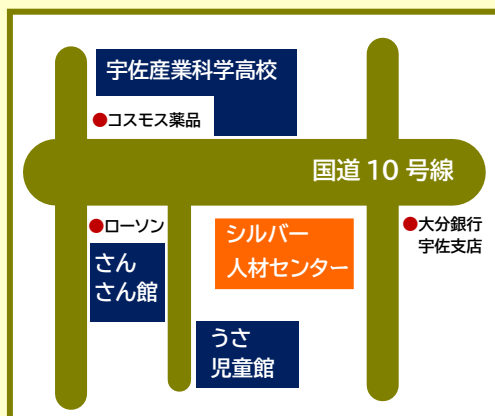 宇佐産業科学高校
コスモス薬品
国道10号線
ローソン
さん
さん館
シルバー
人材センター
大分銀行
宇佐支店
うさ
児童館